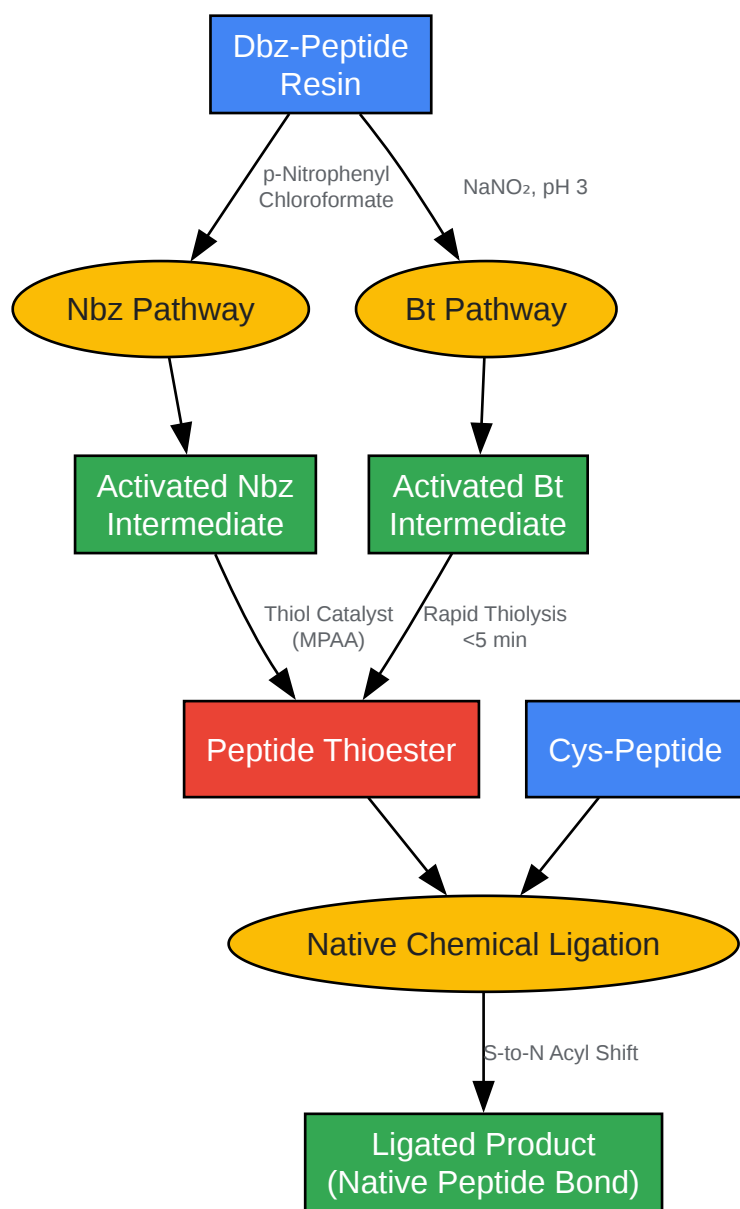 Dbz-Peptide
Resin
p-Nitrophenyl
Chloroformate
NaNO₂, pH 3
Nbz Pathway
Bt Pathway
Activated Nbz
Intermediate
Activated Bt
Intermediate
Thiol Catalyst
(MPAA)
Rapid Thiolysis
<5 min
Peptide Thioester
Cys-Peptide
Native Chemical Ligation
S-to-N Acyl Shift
Ligated Product
(Native Peptide Bond)